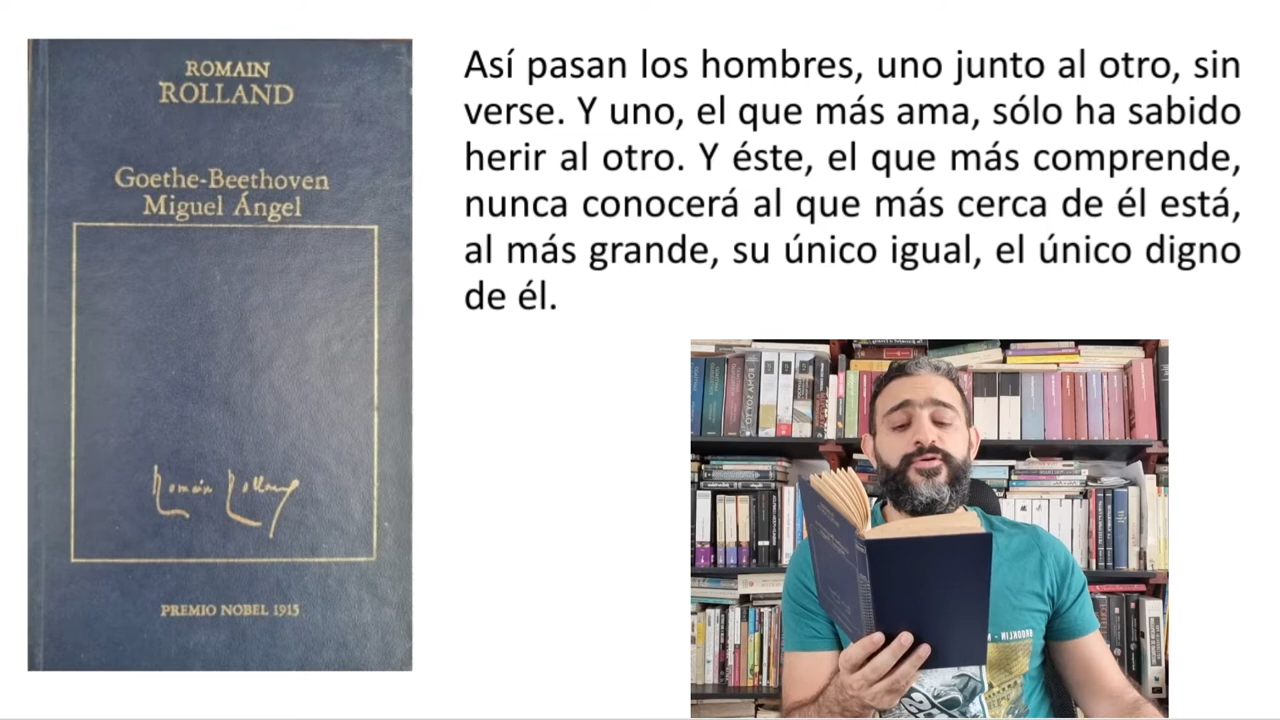 ROMAIN
ROLLAND
Goethe-Beethoven
Miguel Ángel
Romain Rolland
PREMIO NOBEL 1915
Así pasan los hombres, uno junto al otro, sin
verse. Y uno, el que más ama, sólo ha sabido
herir al otro. Y éste, el que más comprende,
nunca conocerá al que más cerca de él está,
al más grande, su único igual, el único digno
de él.